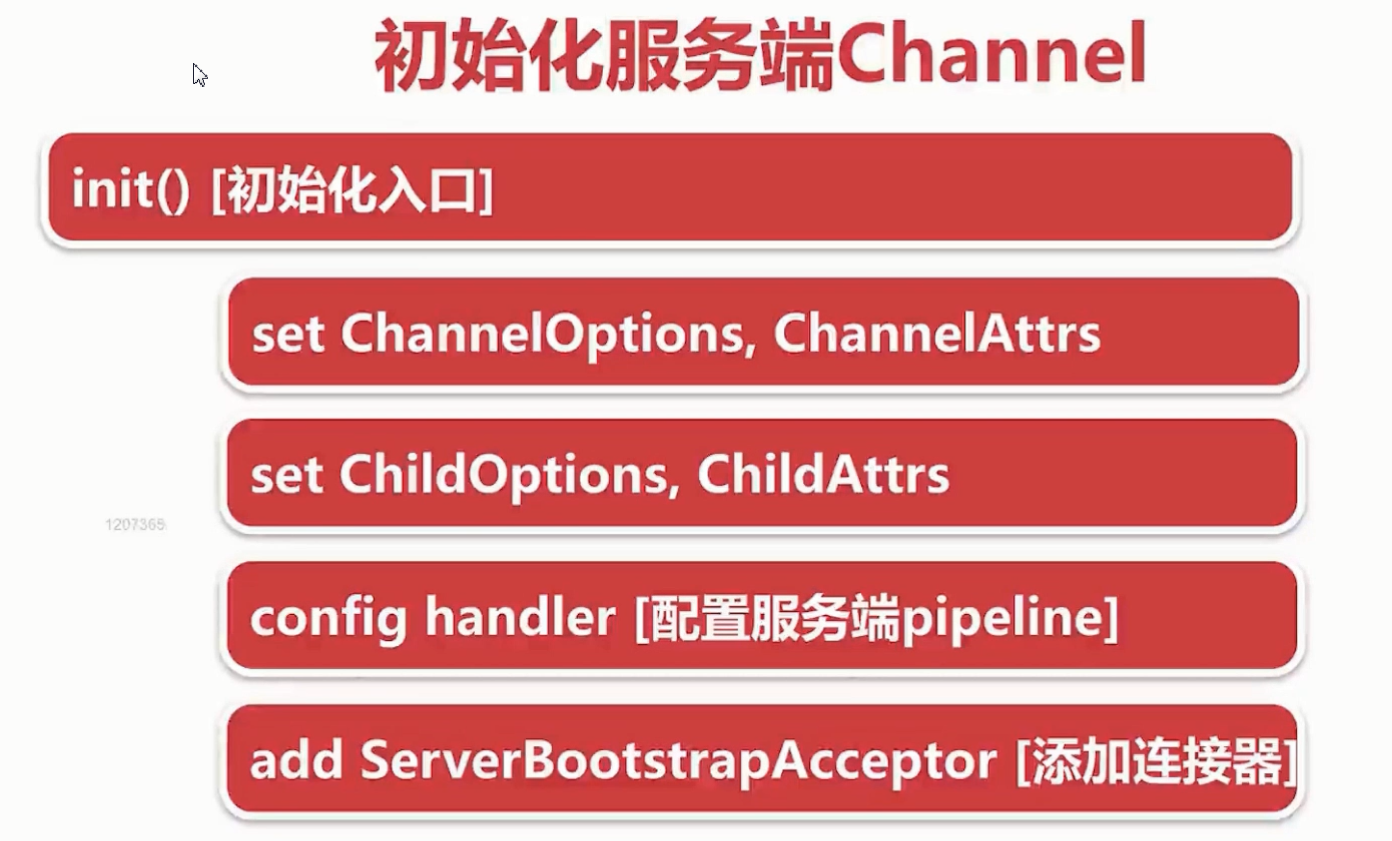 初始化服务端Channel
init() [初始化入口]
set ChannelOptions, ChannelAttrs
set ChildOptions, ChildAttrs
1207365
config handler [配置服务端pipeline]
add ServerBootstrapAcceptor [添加连接器]